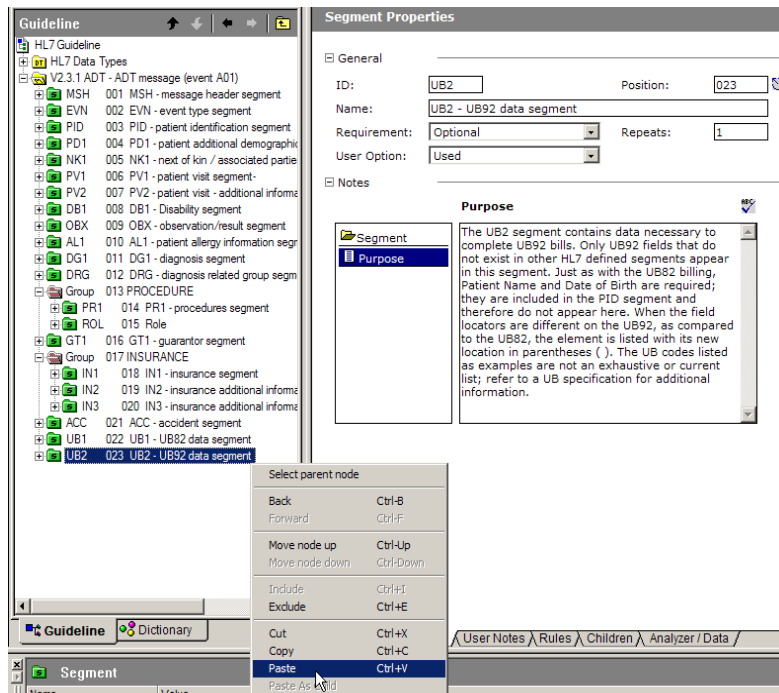 Guideline
HL7 Guideline
DT HL7 Data Types
V2.3.1 ADT - ADT message (event A01)
S MSH 001 MSH - message header segment
S EVN 002 EVN - event type segment
S PID 003 PID - patient identification segment
S PD1 004 PD1 - patient additional demographic
S NK1 005 NK1 - next of kin / associated partie
S PV1 006 PV1 - patient visit segment-
S PV2 007 PV2 - patient visit - additional informa
S DB1 008 DB1 - Disability segment
S OBX 009 OBX - observation/result segment
S AL1 010 AL1 - patient allergy information segr
S DG1 011 DG1 - diagnosis segment
S DRG 012 DRG - diagnosis related group segm
Group 013 PROCEDURE
S PR1 014 PR1 - procedures segment
S ROL 015 Role
S GT1 016 GT1 - guarantor segment
Group 017 INSURANCE
S IN1 018 IN1 - insurance segment
S IN2 019 IN2 - insurance additional informa
S IN3 020 IN3 - insurance additional informa
S ACC 021 ACC - accident segment
S UB1 022 UB1 - UB82 data segment
S UB2 023 UB2 - UB92 data segment
Guideline Dictionary
Segment Properties
General
ID: UB2 Position: 023
Name: UB2 - UB92 data segment
Requirement: Optional Repeats: 1
User Option: Used
Notes
Purpose
ABC
Segment
Purpose
The UB2 segment contains data necessary to
complete UB92 bills. Only UB92 fields that do
not exist in other HL7 defined segments appear
in this segment. Just as with the UB82 billing,
Patient Name and Date of Birth are required;
they are included in the PID segment and
therefore do not appear here. When the field
locators are different on the UB92, as compared
to the UB82, the element is listed with its new
location in parentheses ( ). The UB codes listed
as examples are not an exhaustive or current
list; refer to a UB specification for additional
information.
Select parent node
Back Ctrl-B
Forward Ctrl-F
Move node up Ctrl-Up
Move node down Ctrl-Down
Include Ctrl+I
Exclude Ctrl+E
Cut Ctrl+X
Copy Ctrl+C
Paste Ctrl+V
Paste As Child
User Notes Rules Children Analyzer / Data
S Segment
Name Value